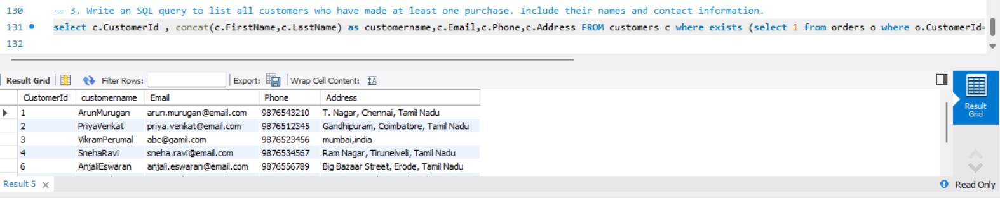 130 -- 3. Write an SQL query to list all customers who have made at least one purchase. Include their names and contact information.
131 select c.CustomerId , concat(c.FirstName,c.LastName) as customername,c.Email,c.Phone,c.Address FROM customers c where exists (select 1 from orders o where o.CustomerId=
132
Result Grid Filter Rows: Export: Wrap Cell Content:
CustomerId customername Email Phone Address
1 ArunMurugan arun.murugan@email.com 9876543210 T. Nagar, Chennai, Tamil Nadu
2 PriyaVenkat priya.venkat@email.com 9876512345 Gandhipuram, Coimbatore, Tamil Nadu
3 VikramPerumal abc@gamil.com 9876523456 mumbai,india
4 SnehaRavi sneha.ravi@email.com 9876534567 Ram Nagar, Tirunelveli, Tamil Nadu
6 AnjaliEswaran anjali.eswaran@email.com 9876556789 Big Bazaar Street, Erode, Tamil Nadu
Result Grid
Result 5
Read Only